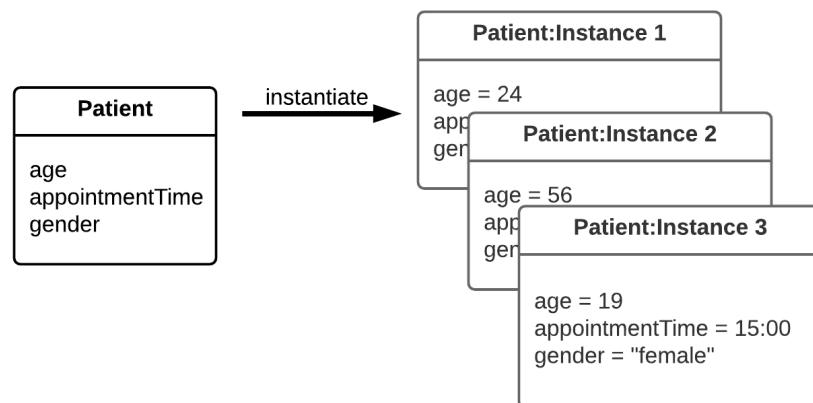 Patient
age
appointmentTime
gender
instantiate
Patient:Instance 1
age = 24
Patient:Instance 2
age = 56
Patient:Instance 3
age = 19
appointmentTime = 15:00
gender = "female"